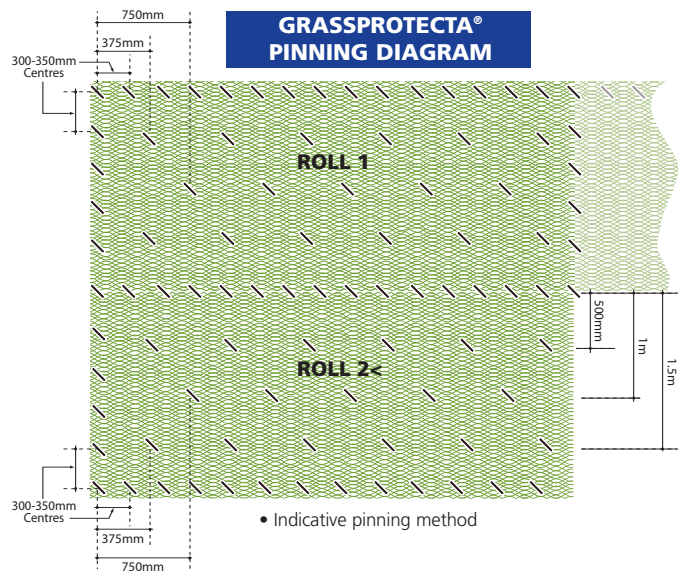 750mm
375mm
300-350mm
Centres
GRASSPROTECTA®
PINNING DIAGRAM
ROLL 1
500mm
1m
1.5m
ROLL 2<
300-350mm
Centres
375mm
750mm
• Indicative pinning method